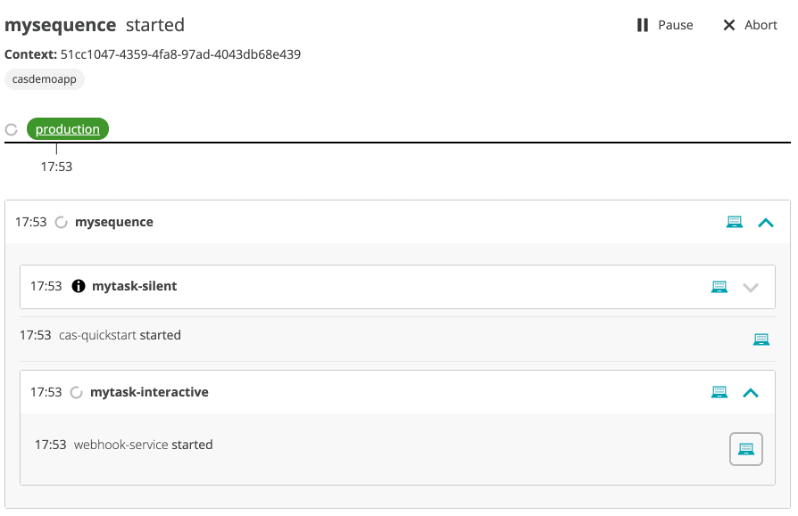 mysequence started
Pause
Abort
Context: 51cc1047-4359-4fa8-97ad-4043db68e439
casdemoapp
production
17:53
17:53 mysequence
17:53 mytask-silent
17:53 cas-quickstart started
17:53 mytask-interactive
17:53 webhook-service started